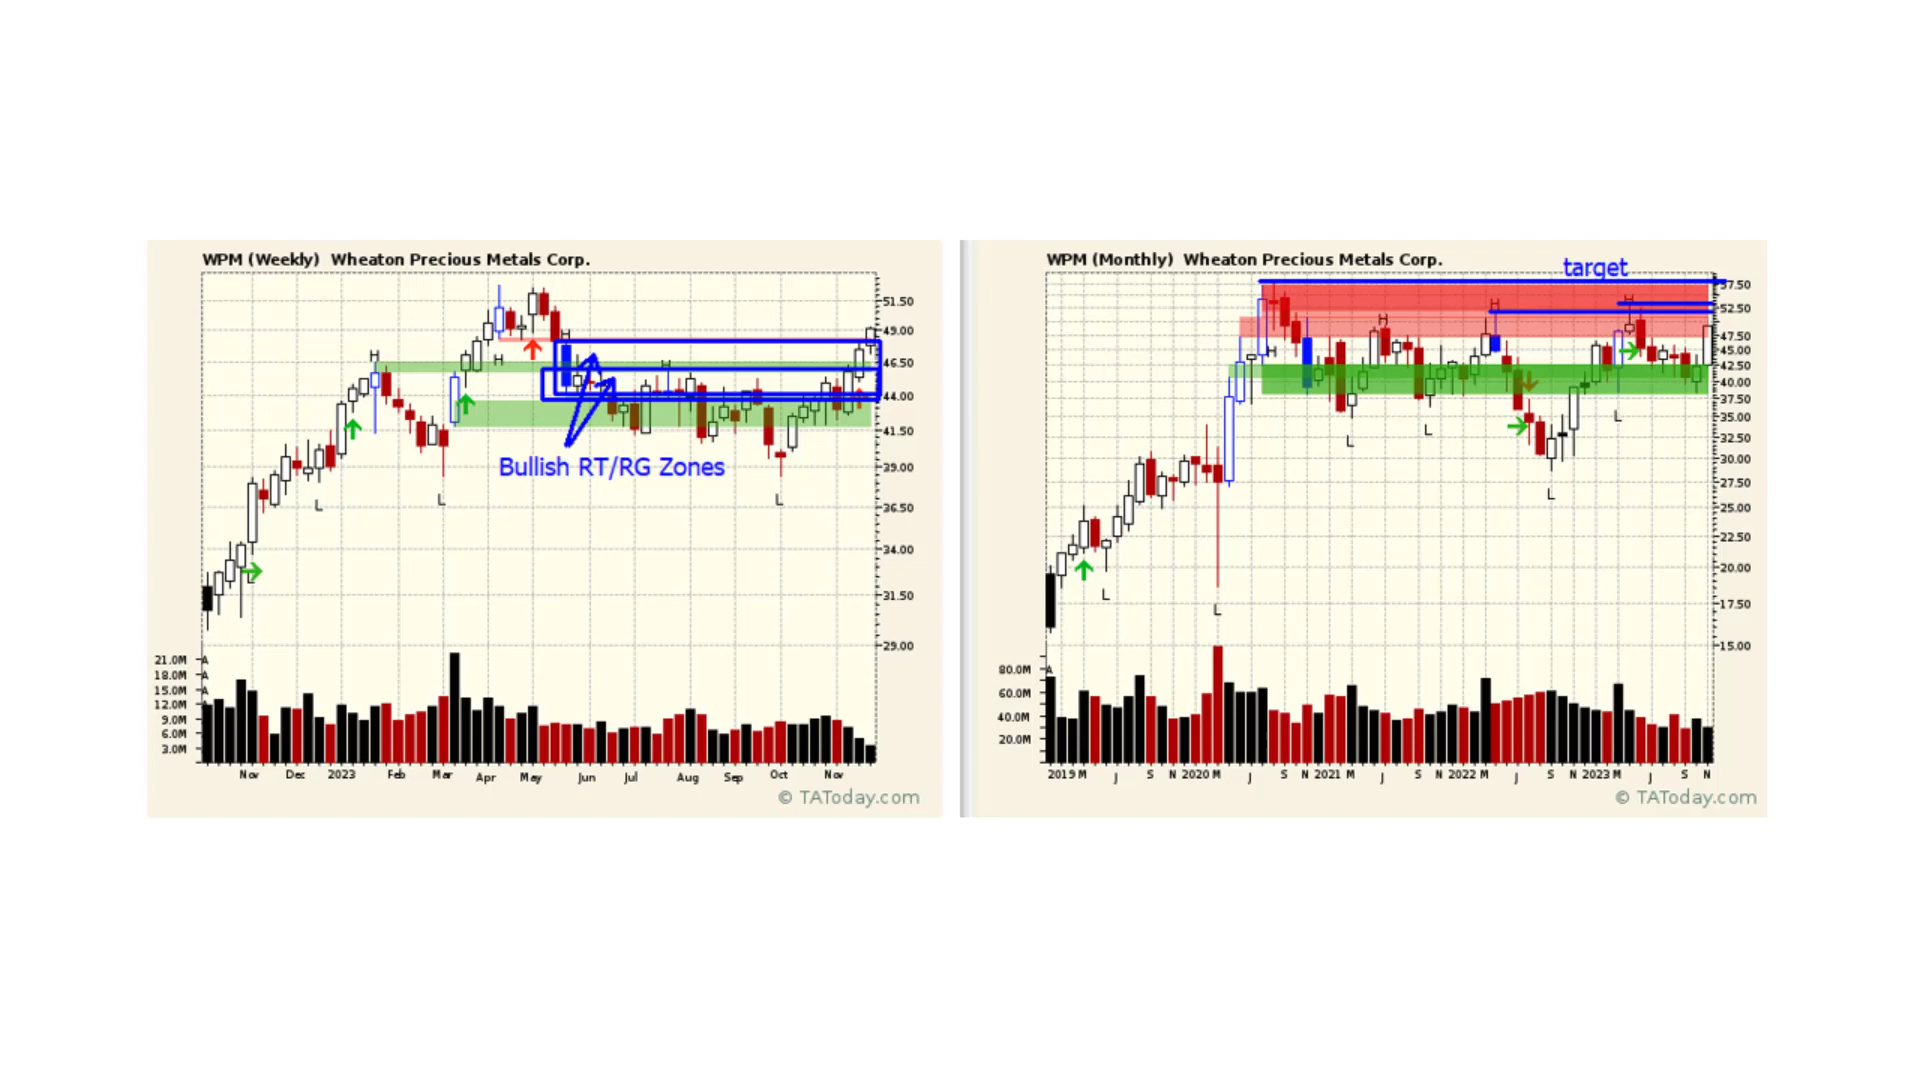 WPM (Weekly)  Wheaton Precious Metals Corp.
51.50
49.00
46.50
44.00
41.50
39.00
36.50
34.00
31.50
29.00
H
H
H
H
L
L
L
L
Bullish RT/RG Zones
21.0M
18.0M
15.0M
12.0M
9.0M
6.0M
3.0M
A
A
A
A
Nov Dec 2023 Feb Mar Apr May Jun Jul Aug Sep Oct Nov
© TAToday.com
WPM (Monthly)  Wheaton Precious Metals Corp.
target
57.50
52.50
47.50
45.00
42.50
40.00
37.50
35.00
32.50
30.00
27.50
25.00
22.50
20.00
17.50
15.00
H
H
H
H
L
L
L
L
L
L
80.0M
60.0M
40.0M
20.0M
A
2019 M J S N 2020 M J S N 2021 M J S N 2022 M J S N 2023 M J S N
© TAToday.com